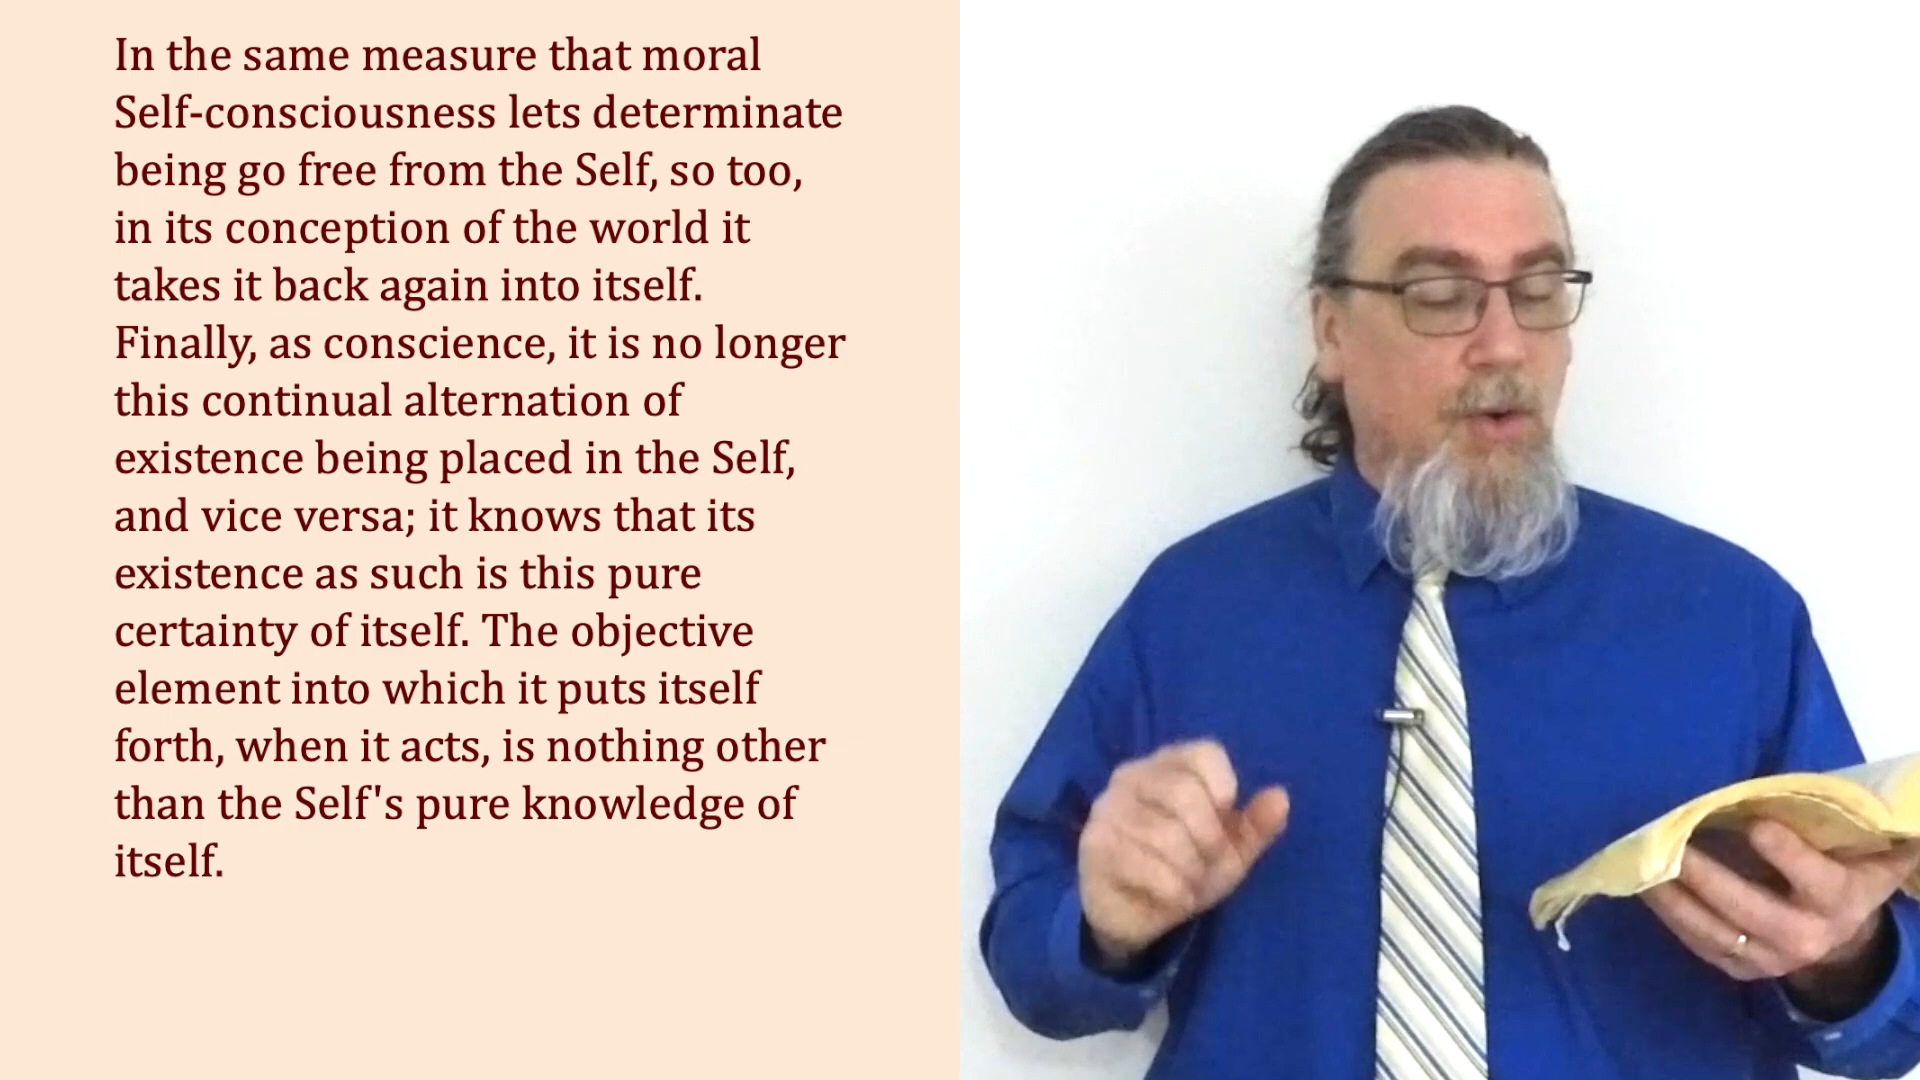 In the same measure that moral
Self-consciousness lets determinate
being go free from the Self, so too,
in its conception of the world it
takes it back again into itself.
Finally, as conscience, it is no longer
this continual alternation of
existence being placed in the Self,
and vice versa; it knows that its
existence as such is this pure
certainty of itself. The objective
element into which it puts itself
forth, when it acts, is nothing other
than the Self's pure knowledge of
itself.